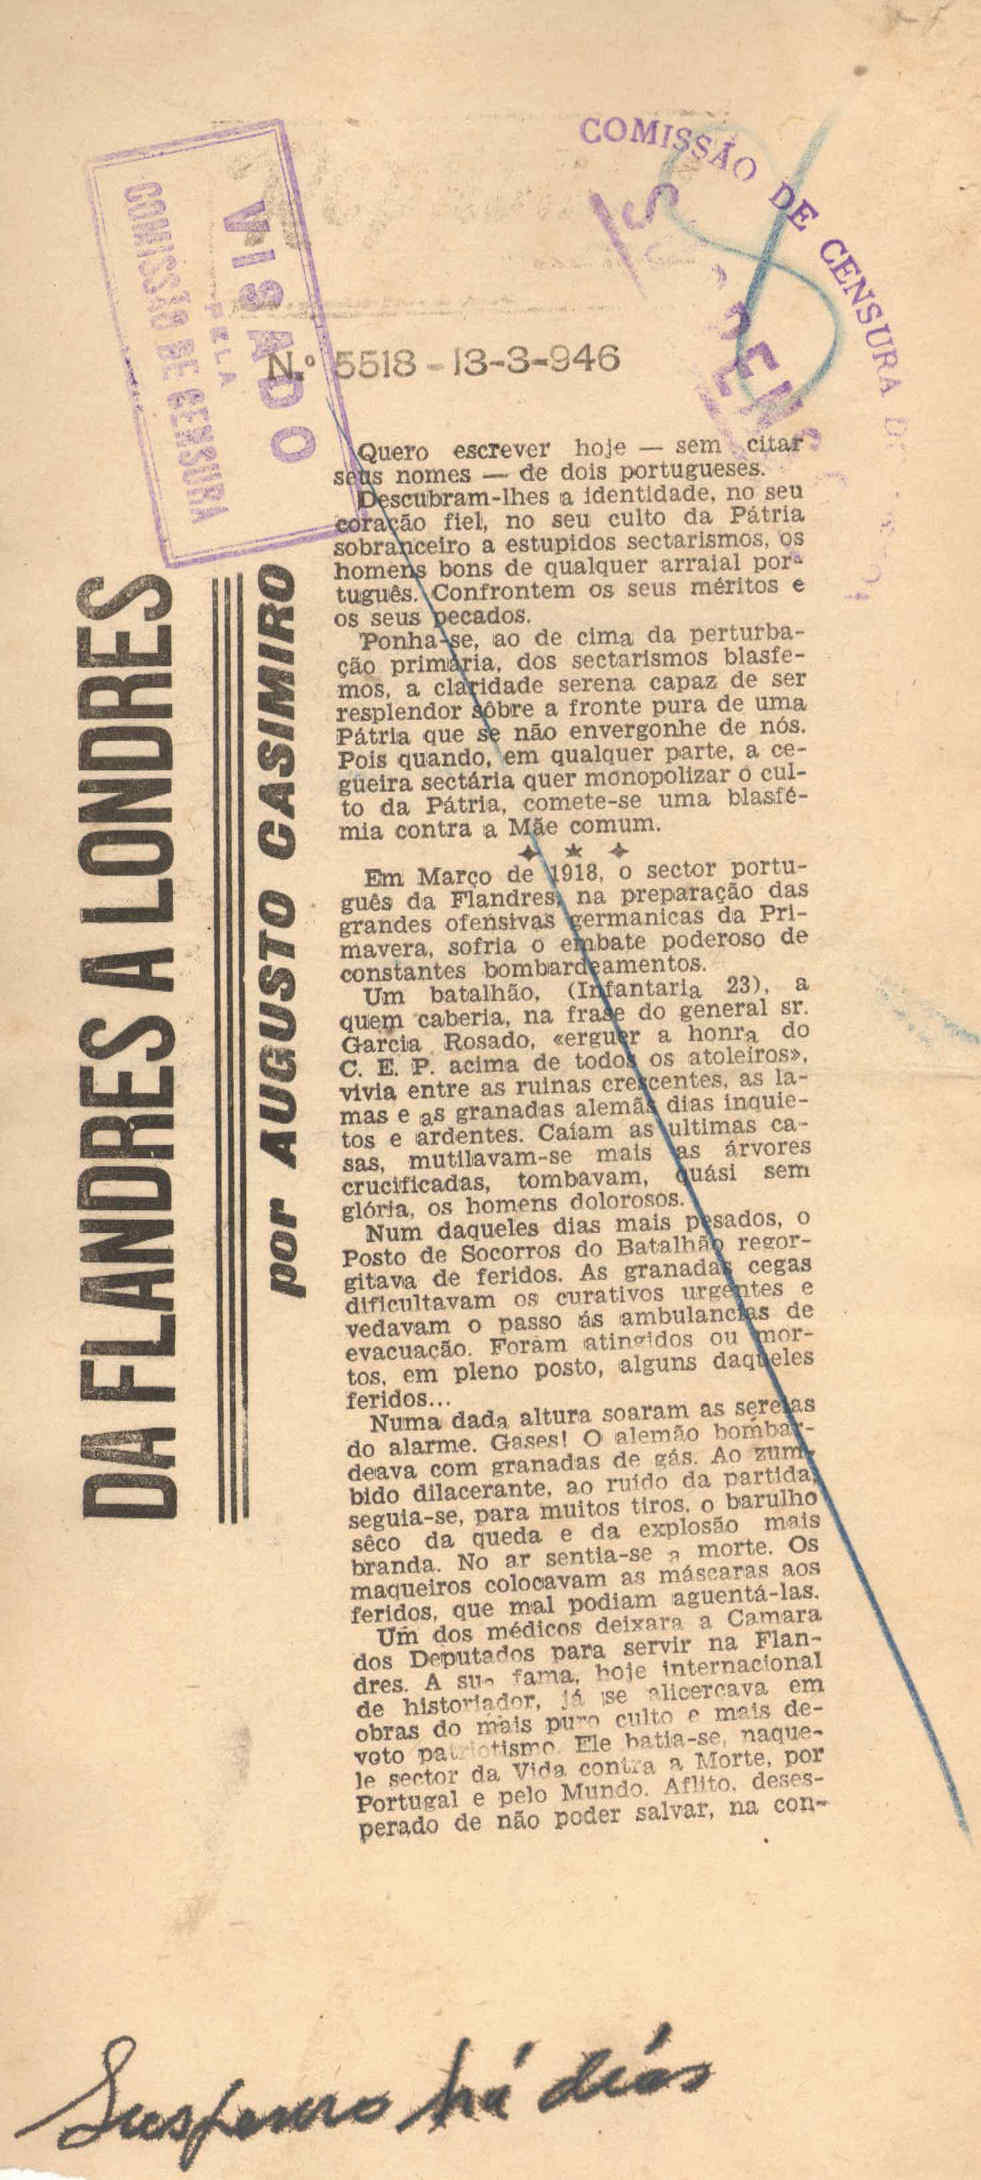 COMISSÃO DE CENSURA
VISADO
PELA
COMISSÃO DE CENSURA
N.º 5518 - 13-3-946
DA FLANDRES A LONDRES
por AUGUSTO CASIMIRO
Quero escrever hoje — sem citar
seus nomes — de dois portugueses.
Descubram-lhes a identidade, no seu
coração fiel, no seu culto da Pátria
sobranceiro a estupidos sectarismos, os
homens bons de qualquer arraial por-
tuguês. Confrontem os seus méritos e
os seus pecados.
Ponha-se, ao de cima da perturba-
ção primária, dos sectarismos blasfe-
mos, a claridade serena capaz de ser
resplendor sôbre a fronte pura de uma
Pátria que se não envergonhe de nós.
Pois quando, em qualquer parte, a ce-
gueira sectária quer monopolizar o cul-
to da Pátria, comete-se uma blasfé-
mia contra a Mãe comum.
Em Março de 1918, o sector portu-
guês da Flandres, na preparação das
grandes ofensivas germanicas da Pri-
mavera, sofria o embate poderoso de
constantes bombardeamentos.
Um batalhão, (Infantaria 23), a
quem caberia, na frase do general sr.
Garcia Rosado, «erguer a honra do
C. E. P. acima de todos os atoleiros»,
vivia entre as ruinas crescentes, as la-
mas e as granadas alemãs dias inquie-
tos e ardentes. Caíam as ultimas ca-
sas, mutilavam-se mais as árvores
crucificadas, tombavam, quási sem
glória, os homens dolorosos.
Num daqueles dias mais pesados, o
Posto de Socorros do Batalhão regor-
gitava de feridos. As granadas cegas
dificultavam os curativos urgentes e
vedavam o passo ás ambulancias de
evacuação. Foram atingidos ou mor-
tos, em pleno posto, alguns daqueles
feridos...
Numa dada altura soaram as sereias
do alarme. Gases! O alemão bombar-
deava com granadas de gás. Ao zum-
bido dilacerante, ao ruído da partida,
seguia-se, para muitos tiros, o barulho
sêco da queda e da explosão mais
branda. No ar sentia-se a morte. Os
maqueiros colocavam as máscaras aos
feridos, que mal podiam aguentá-las.
Um dos médicos deixara a Camara
dos Deputados para servir na Flan-
dres. A sua fama, hoje internacional
de historiador, já se alicerçava em
obras do mais puro culto e mais de-
voto patriotismo. Ele batia-se, naque-
le sector da Vida contra a Morte, por
Portugal e pelo Mundo. Aflito, deses-
perado de não poder salvar, na con-
Suspenso há dias